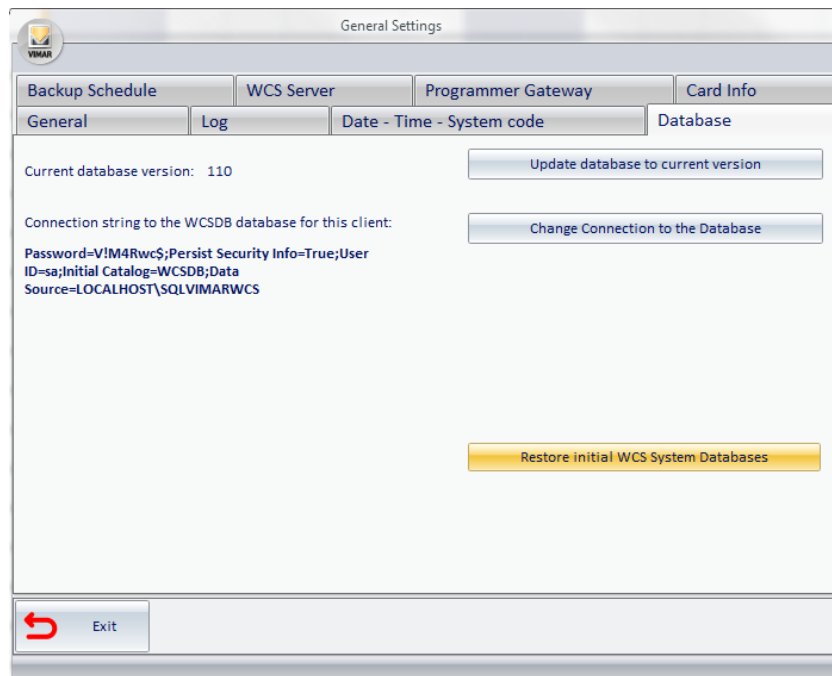 General Settings
VIMAR
Backup Schedule
WCS Server
Programmer Gateway
Card Info
General
Log
Date - Time - System code
Database
Current database version: 110
Update database to current version
Connection string to the WCSDB database for this client:
Change Connection to the Database
Password=V!M4Rwc$;Persist Security Info=True;User
ID=sa;Initial Catalog=WCSDB;Data
Source=LOCALHOST\SQLVIMARWCS
Restore initial WCS System Databases
Exit